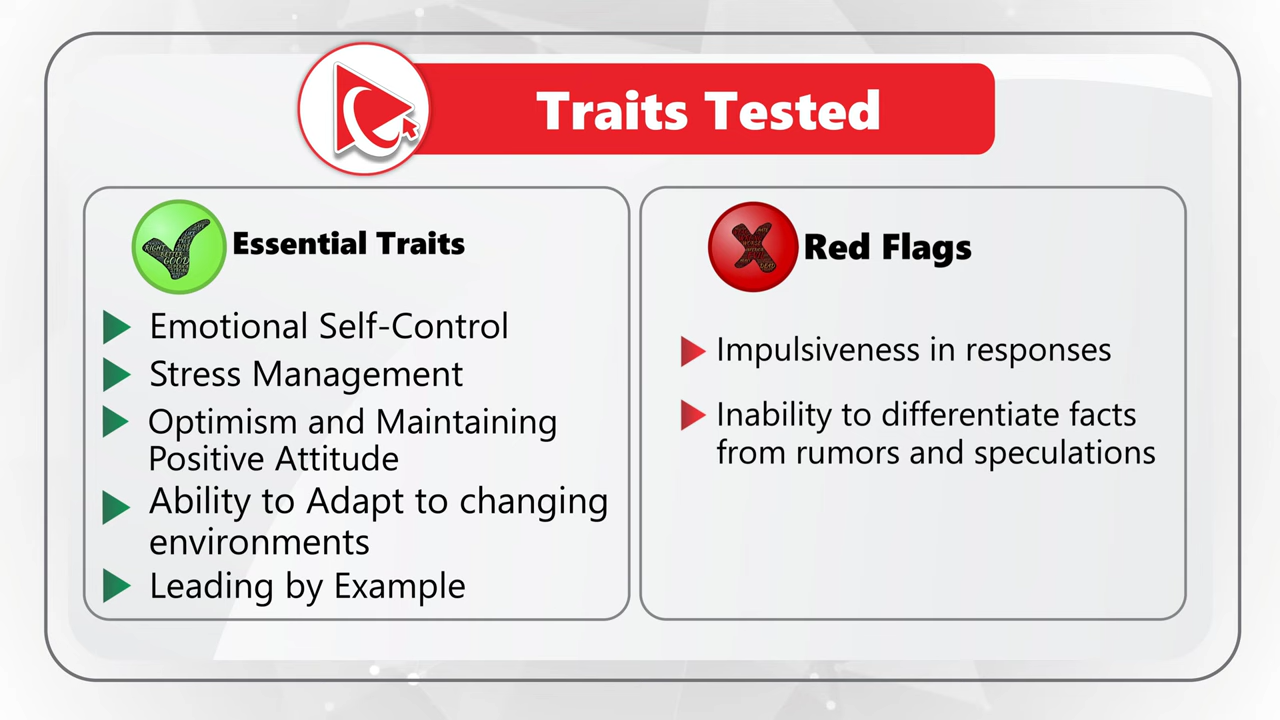 Traits Tested
Essential Traits
Emotional Self-Control
Stress Management
Optimism and Maintaining
Positive Attitude
Ability to Adapt to changing
environments
Leading by Example
Red Flags
Impulsiveness in responses
Inability to differentiate facts
from rumors and speculations